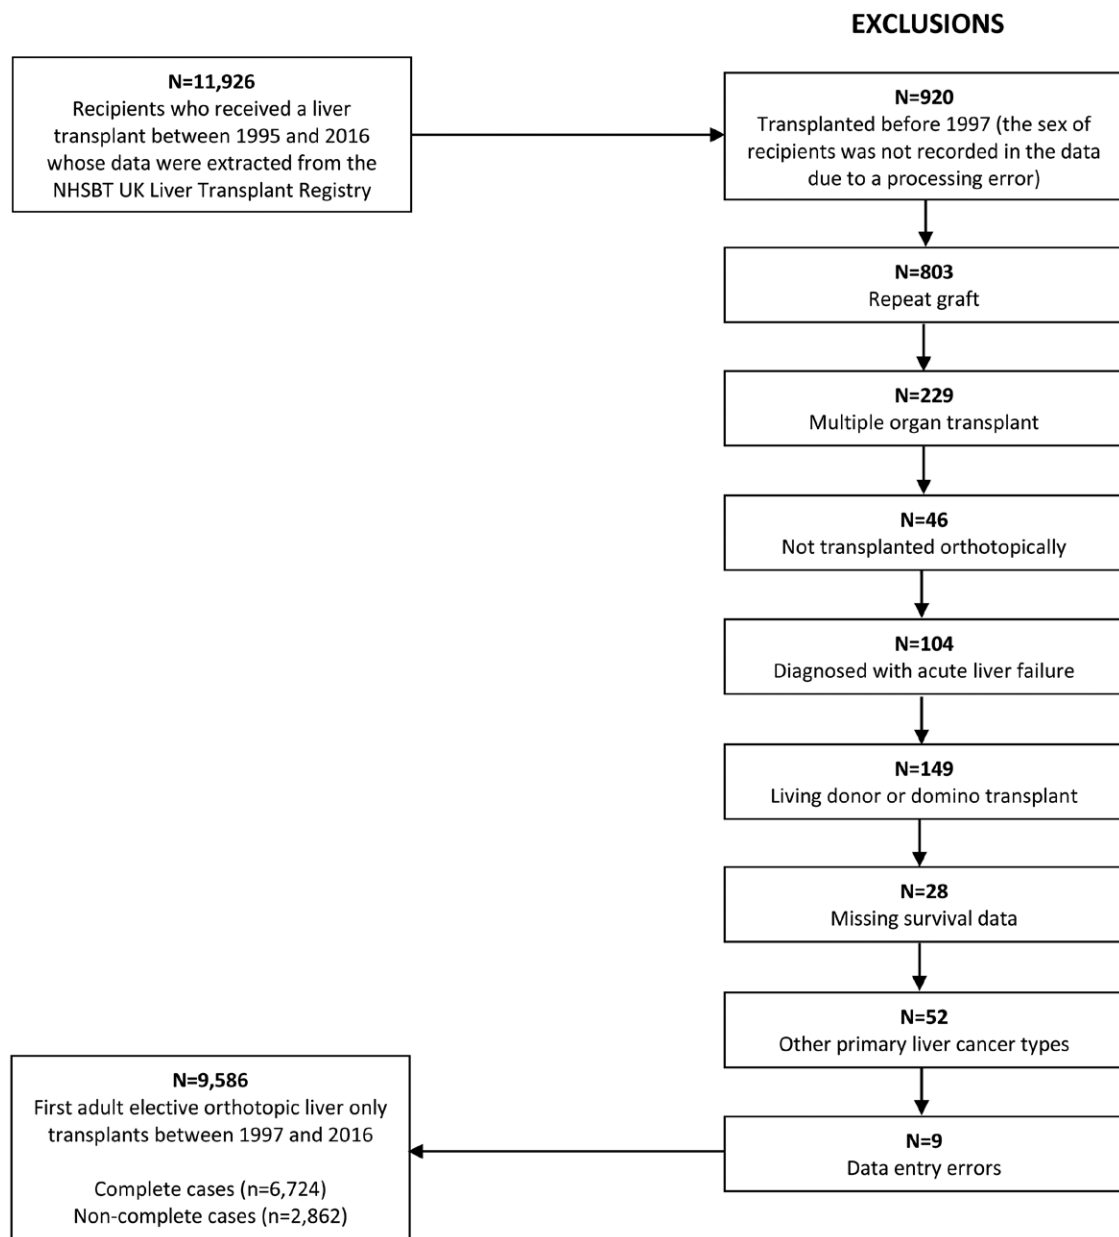 EXCLUSIONS
N=11,926
Recipients who received a liver
transplant between 1995 and 2016
whose data were extracted from the
NHSBT UK Liver Transplant Registry
N=920
Transplanted before 1997 (the sex of
recipients was not recorded in the data
due to a processing error)
N=803
Repeat graft
N=229
Multiple organ transplant
N=46
Not transplanted orthotopically
N=104
Diagnosed with acute liver failure
N=149
Living donor or domino transplant
N=28
Missing survival data
N=52
Other primary liver cancer types
N=9
Data entry errors
N=9,586
First adult elective orthotopic liver only
transplants between 1997 and 2016
Complete cases (n=6,724)
Non-complete cases (n=2,862)